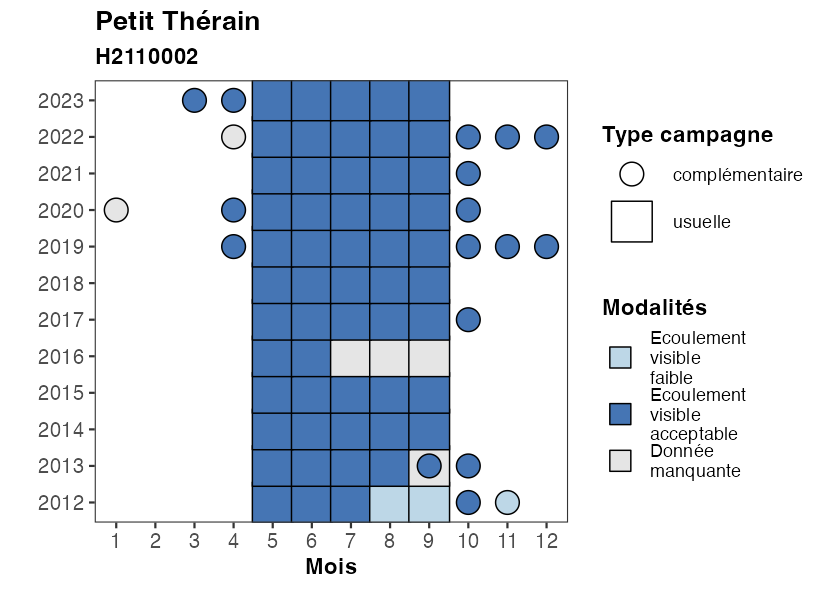 Petit Thérain
H2110002
2023
2022
2021
2020
2019
2018
2017
2016
2015
2014
2013
2012
1 2 3 4 5 6 7 8 9 10 11 12
Mois
Type campagne
complémentaire
usuelle
Modalités
Ecoulement
visible
faible
Ecoulement
visible
acceptable
Donnée
manquante